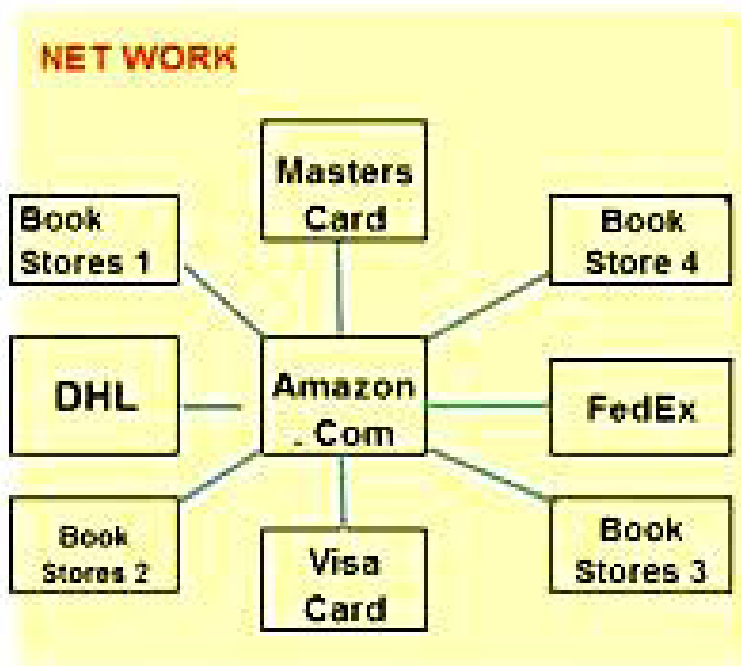 NET WORK
Masters
Card
Book
Stores 1
Book
Store 4
DHL
Amazon
. Com
FedEx
Book
Stores 2
Visa
Card
Book
Stores 3